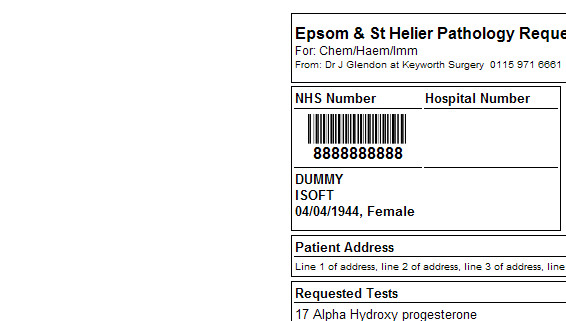 Epsom & St Helier Pathology Reque
For: Chem/Haem/Imm
From: Dr J Glendon at Keyworth Surgery 0115 971 6661
NHS Number Hospital Number
8888888888
DUMMY
ISOFT
04/04/1944, Female
Patient Address
Line 1 of address, line 2 of address, line 3 of address, line
Requested Tests
17 Alpha Hydroxy progesterone